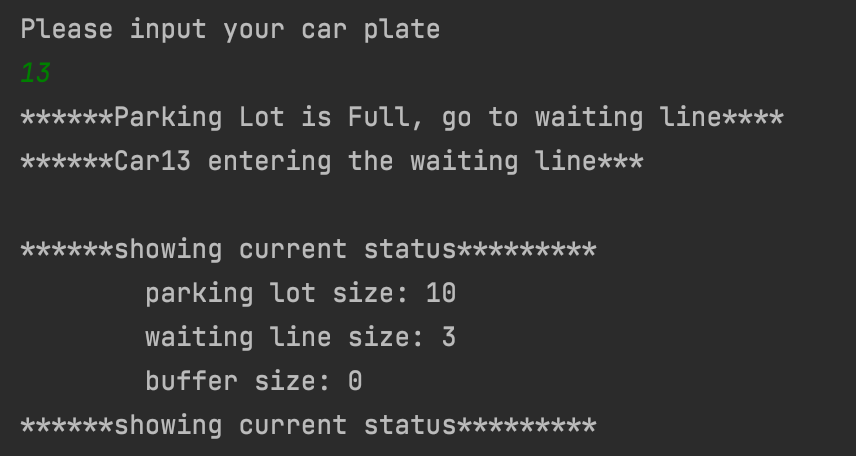 Please input your car plate
13
******Parking Lot is Full, go to waiting line****
******Car13 entering the waiting line***
******showing current status*********
parking lot size: 10
waiting line size: 3
buffer size: 0
******showing current status*********